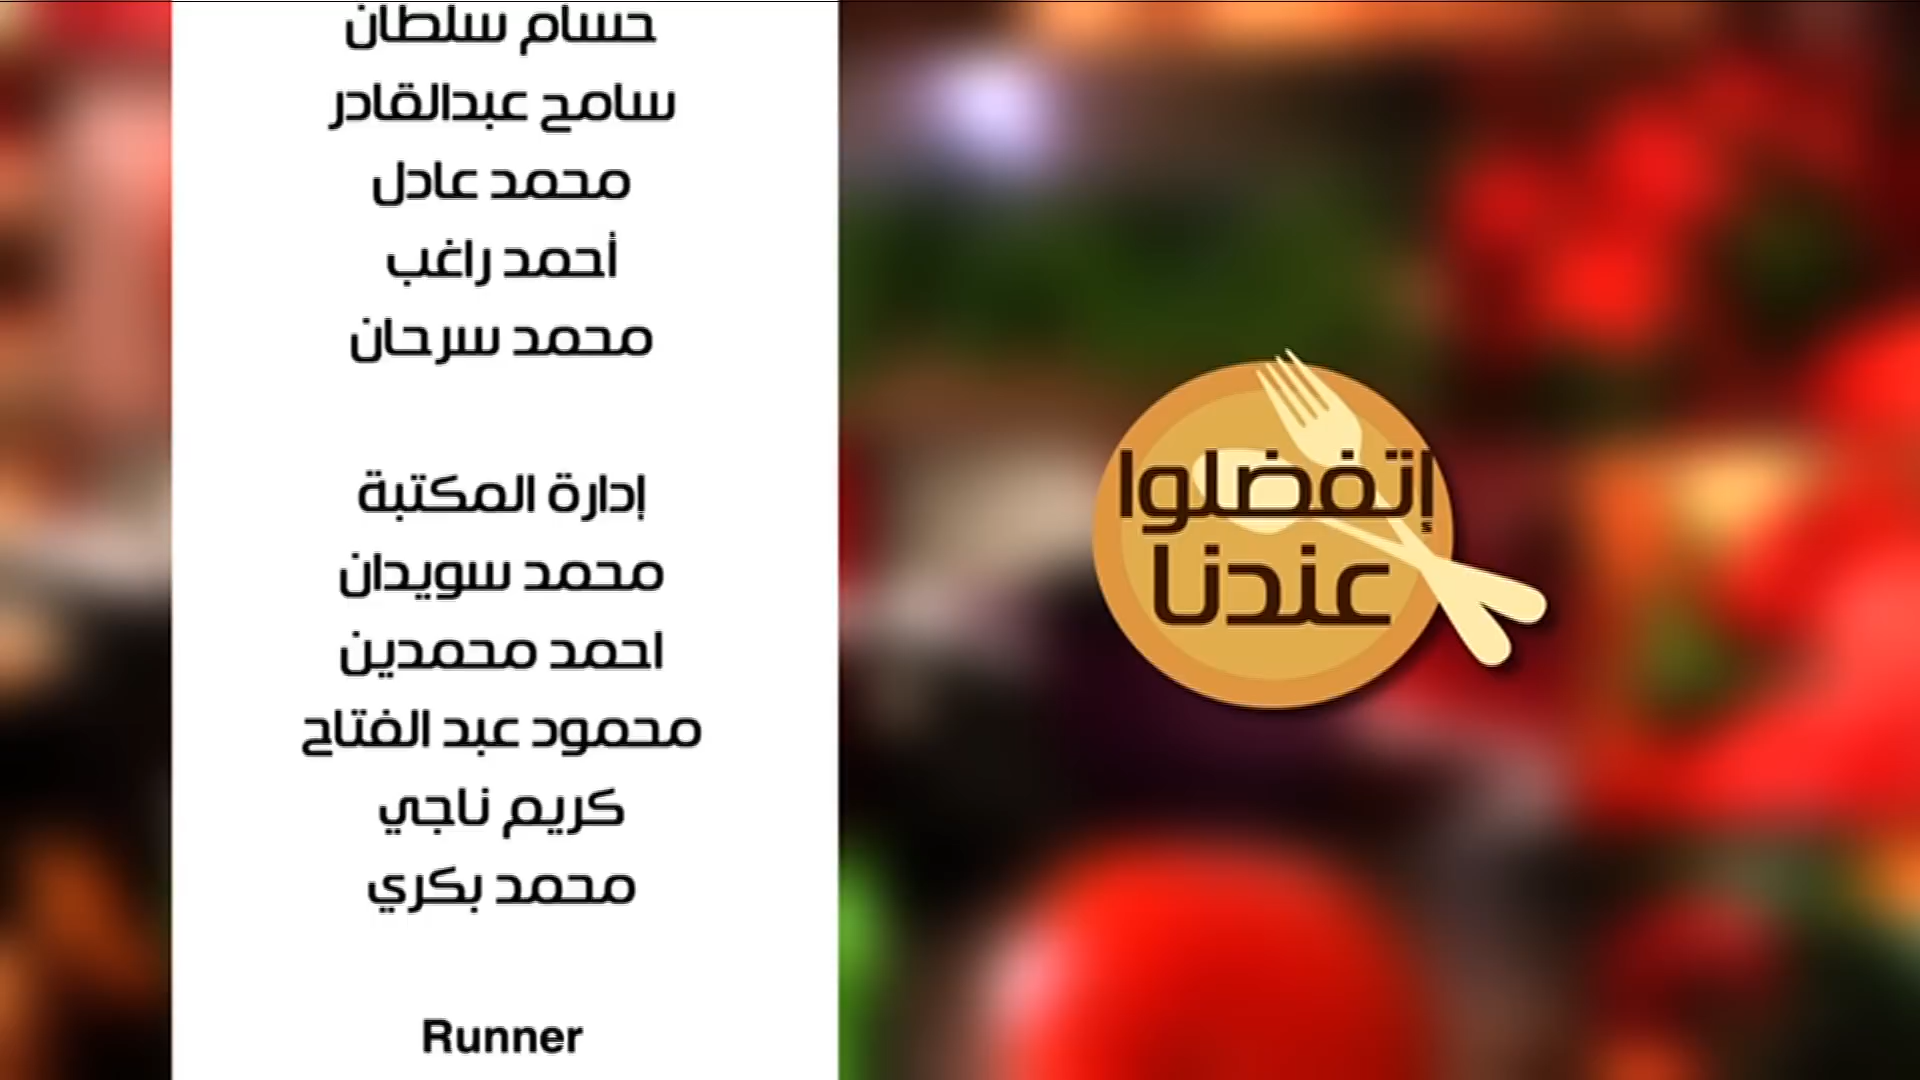 حسام سلطان
سامح عبدالقادر
محمد عادل
أحمد راغب
محمد سرحان
إدارة المكتبة
محمد سويدان
احمد محمدين
محمود عبد الفتاح
كريم ناجي
محمد بكري
Runner
إتفضلوا
عندنا